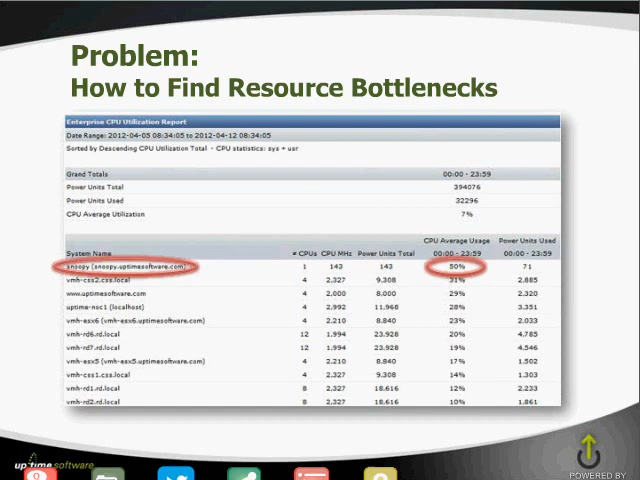 Problem:
How to Find Resource Bottlenecks
Enterprise CPU Utilization Report
Date Range: 2012-04-05 08:34:05 to 2012-04-12 08:34:05
Sorted by Descending CPU Utilization Total - CPU statistics: sys + usr
Grand Totals 00:00 - 23:59
Power Units Total 394076
Power Units Used 32296
CPU Average Utilization 7%
CPU Average Usage Power Units Used
System Name # CPUs CPU MHz Power Units Total 00:00 - 23:59 00:00 - 23:59
snoopy (snoopy.uptimesoftware.com) 1 143 143 50% 71
vmh-css2.css.local 4 2,327 9,308 31% 2,885
www.uptimesoftware.com 4 2,000 8,000 29% 2,320
uptime-noc1 (localhost) 4 2,992 11,968 28% 3,351
vmh-esx6 (vmh-esx6.uptimesoftware.com) 4 2,210 8,840 23% 2,033
vmh-rd6.rd.local 12 1,994 23,928 20% 4,785
vmh-rd7.rd.local 12 1,994 23,928 19% 4,546
vmh-esx5 (vmh-esx5.uptimesoftware.com) 4 2,210 8,840 17% 1,502
vmh-css1.css.local 4 2,327 9,308 14% 1,303
vmh-rd1.rd.local 8 2,327 18,616 12% 2,233
vmh-rd2.rd.local 8 2,327 18,616 10% 1,861
up time software
POWERED BY